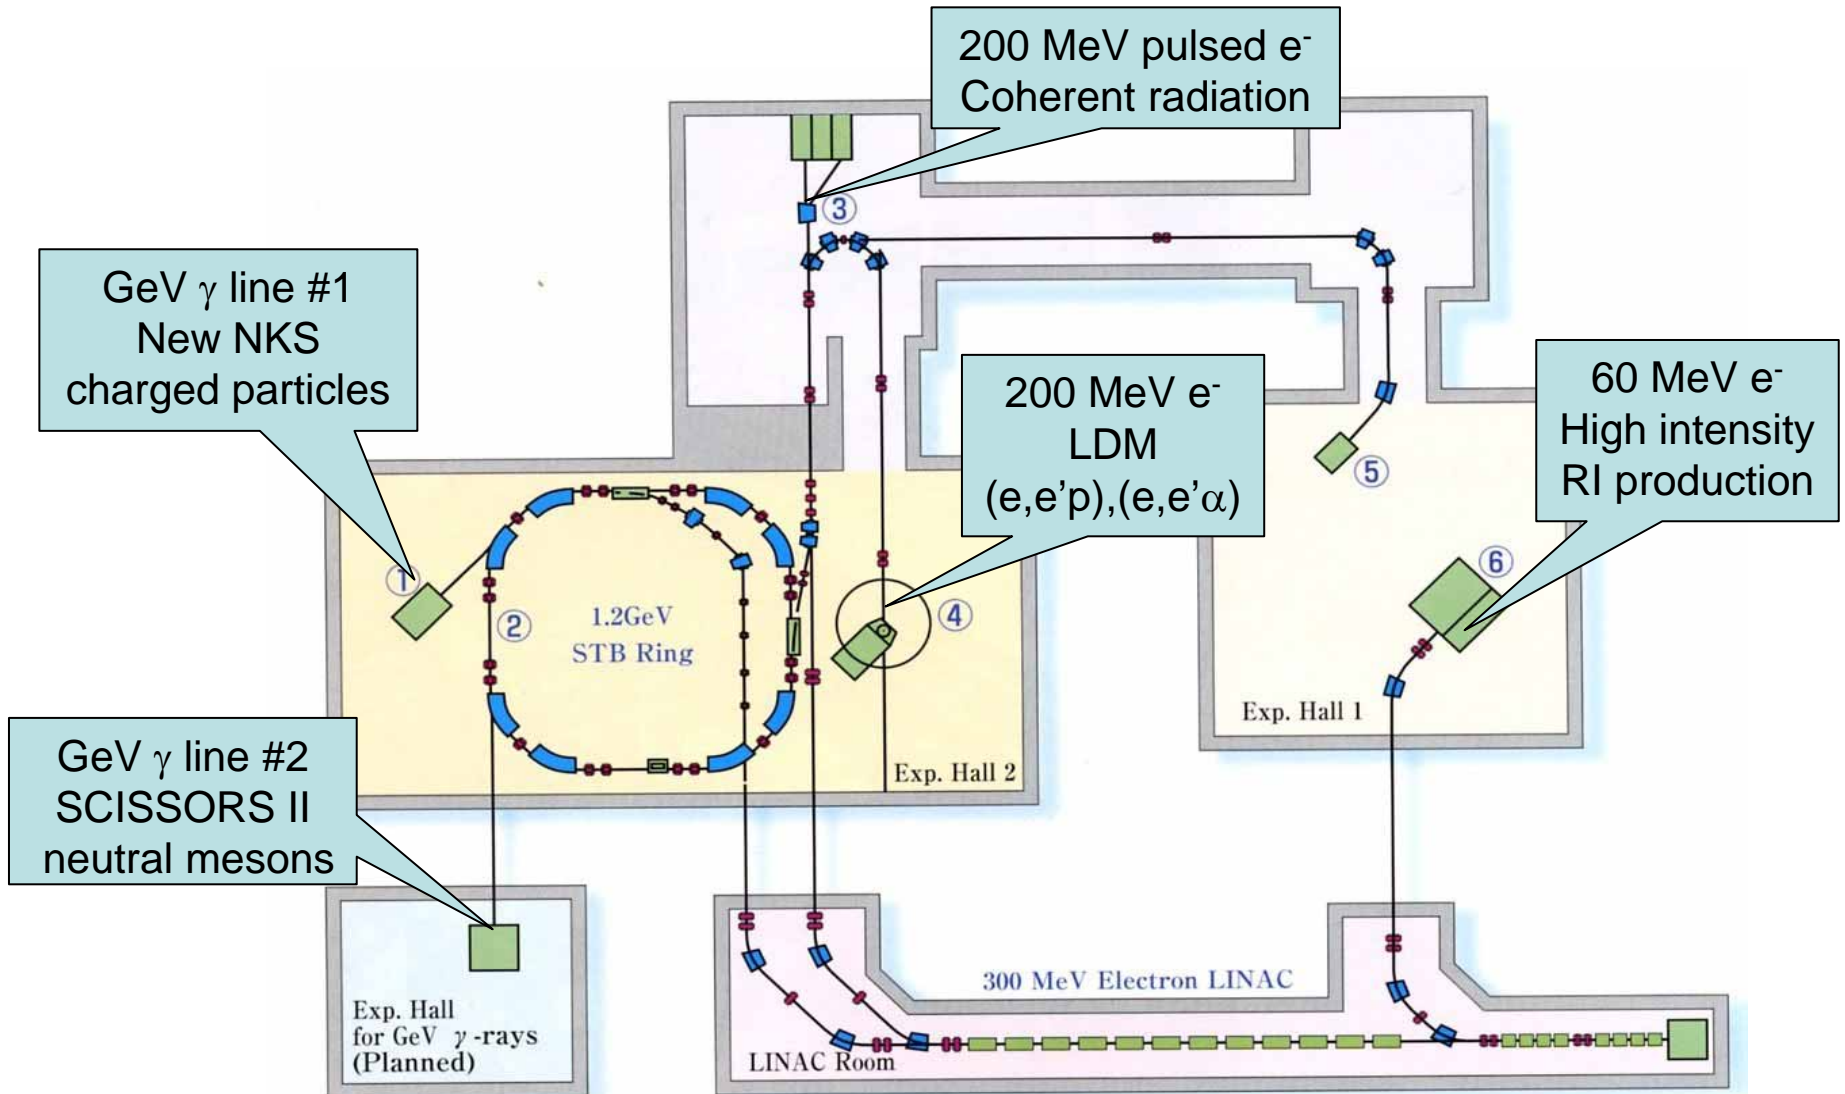 200 MeV pulsed e-
Coherent radiation
③
GeV γ line #1
New NKS
charged particles
200 MeV e-
LDM
(e,e'p),(e,e'α)
60 MeV e-
High intensity
RI production
⑤
①
②
1.2GeV
STB Ring
④
⑥
Exp. Hall 1
GeV γ line #2
SCISSORS II
neutral mesons
Exp. Hall 2
300 MeV Electron LINAC
Exp. Hall
for GeV γ-rays
(Planned)
LINAC Room